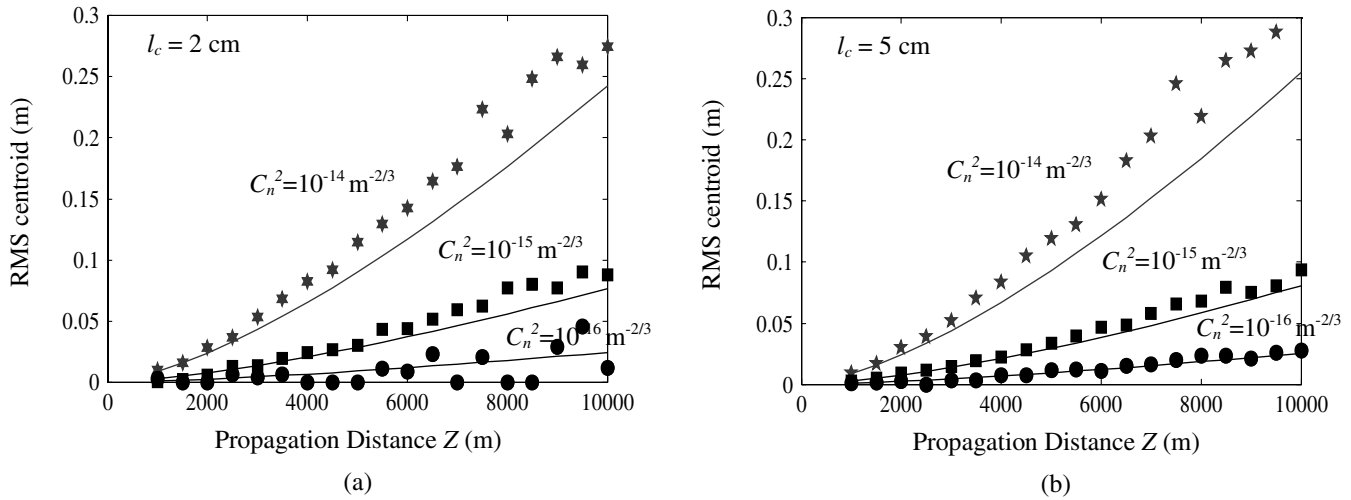 0.3
0.25
0.2
0.15
0.1
0.05
0
RMS centroid (m)
l_c = 2 cm
C_n^2=10^-14 m^-2/3
C_n^2=10^-15 m^-2/3
C_n^2=10^-16 m^-2/3
0 2000 4000 6000 8000 10000
Propagation Distance Z (m)
(a)
0.3
0.25
0.2
0.15
0.1
0.05
0
RMS centroid (m)
l_c = 5 cm
C_n^2=10^-14 m^-2/3
C_n^2=10^-15 m^-2/3
C_n^2=10^-16 m^-2/3
0 2000 4000 6000 8000 10000
Propagation Distance Z (m)
(b)